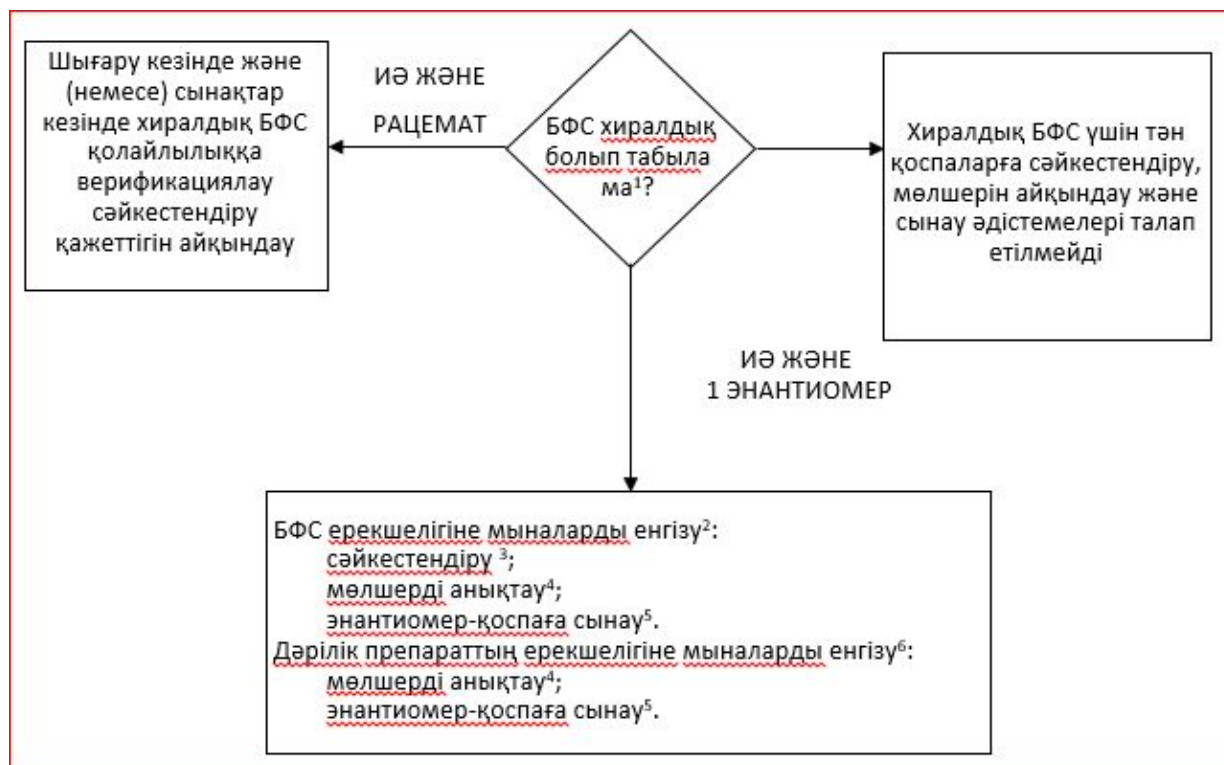 Шығару кезінде және
(немесе) сынақтар
кезінде хиралдық БФС
қолайлылыққа
верификациялау
сәйкестендіру
қажеттігін айқындау
ИӘ ЖӘНЕ
РАЦЕМАТ
БФС хиралдық
болып табыла
ма¹?
Хиралдық БФС үшін тән
қоспаларға сәйкестендіру,
мөлшерін айқындау және
сынау әдістемелері талап
етілмейді
ИӘ ЖӘНЕ
1 ЭНАНТИОМЕР
БФС ерекшелігіне мыналарды енгізу²:
сәйкестендіру ³;
мөлшерді анықтау⁴;
энантиомер-қоспаға сынау⁵.
Дәрілік препараттың ерекшелігіне мыналарды енгізу⁶:
мөлшерді анықтау⁴;
энантиомер-қоспаға сынау⁵.